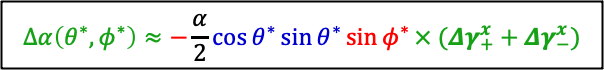 Δα(θ*, ϕ*) ≈ −α/2 cos θ* sin θ* sin ϕ* × (Δγ₊ˣ + Δγ₋ˣ)